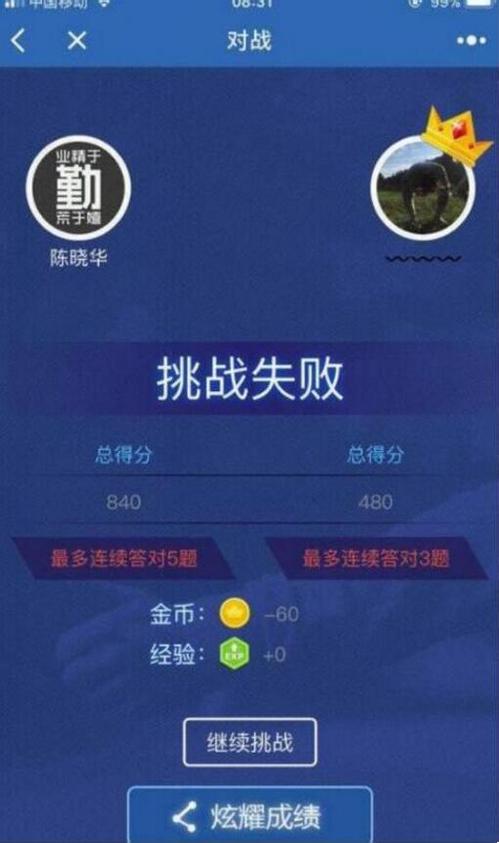 中国移动 08:31 99%
对战
业精于
勤
荒于嬉
陈晓华
挑战失败
总得分 总得分
840 480
最多连续答对5题 最多连续答对3题
金币: -60
经验: EXP +0
继续挑战
炫耀成绩